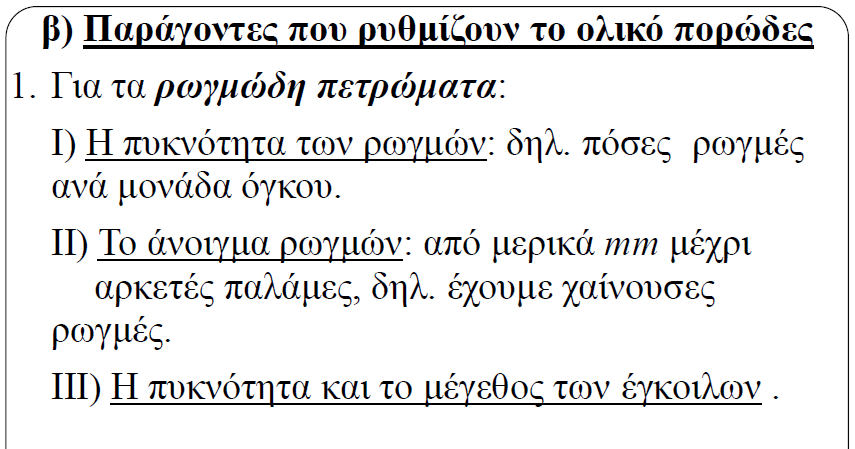 β) Παράγοντες που ρυθμίζουν το ολικό πορώδες
1. Για τα ρωγμώδη πετρώματα:
Ι) Η πυκνότητα των ρωγμών: δηλ. πόσες ρωγμές
ανά μονάδα όγκου.
ΙΙ) Το άνοιγμα ρωγμών: από μερικά mm μέχρι
αρκετές παλάμες, δηλ. έχουμε χαίνουσες
ρωγμές.
ΙΙΙ) Η πυκνότητα και το μέγεθος των έγκοιλων .